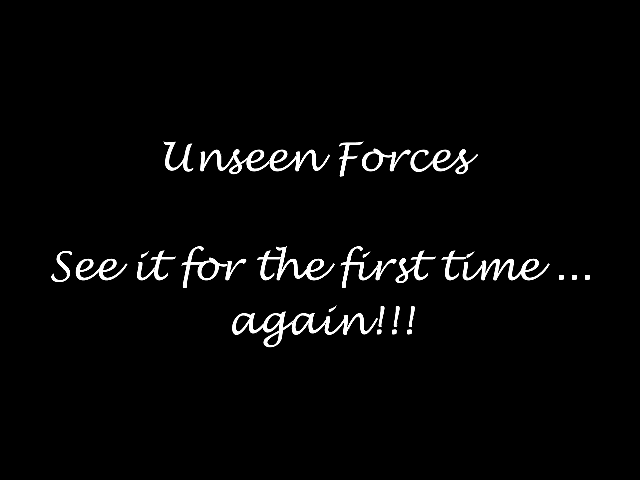 Unseen Forces
See it for the first time ...
again!!!